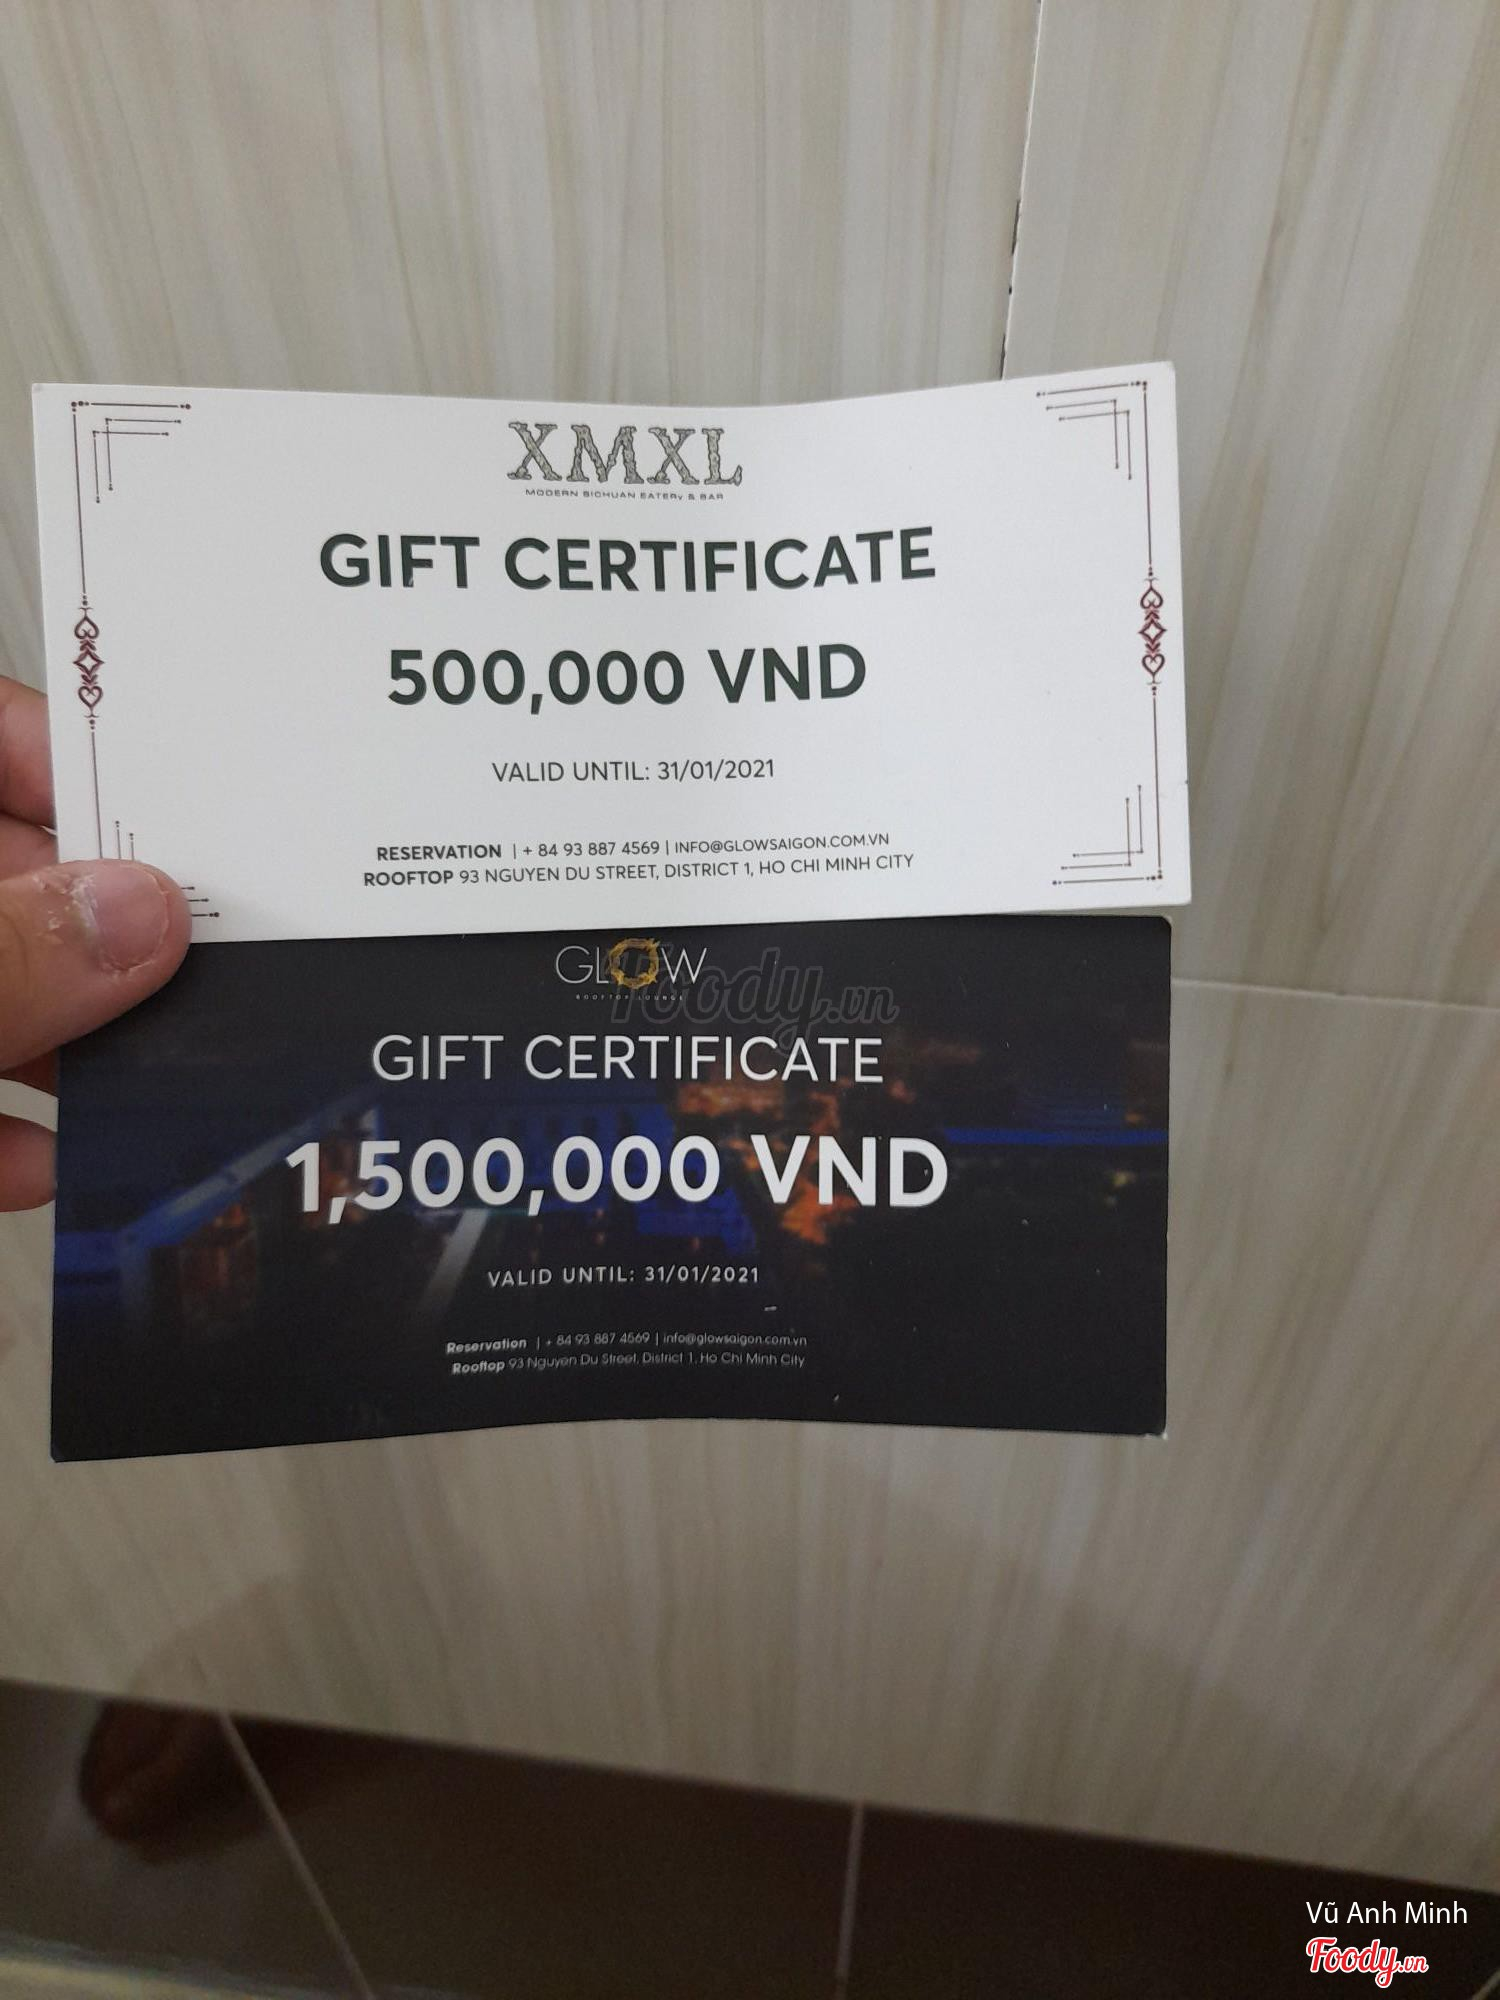 XMXL
MODERN SICHUAN EATERY & BAR
GIFT CERTIFICATE
500,000 VND
VALID UNTIL: 31/01/2021
RESERVATION | + 84 93 887 4569 | INFO@GLOWSAIGON.COM.VN
ROOFTOP 93 NGUYEN DU STREET, DISTRICT 1, HO CHI MINH CITY
GLOW
ROOFTOP LOUNGE
Foody.vn
GIFT CERTIFICATE
1,500,000 VND
VALID UNTIL: 31/01/2021
Reservation | + 84 93 887 4569 | info@glowsaigon.com.vn
Rooftop 93 Nguyen Du Street, District 1, Ho Chi Minh City
Vũ Anh Minh
Foody.vn